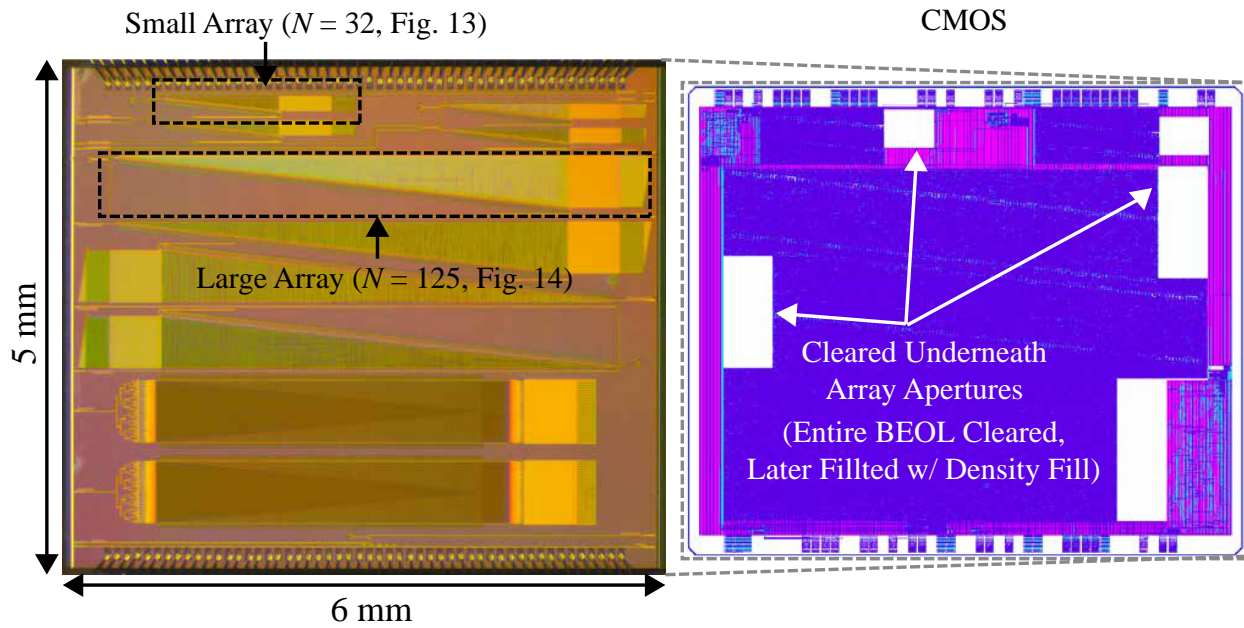 Small Array (N = 32, Fig. 13)
CMOS
5 mm
Large Array (N = 125, Fig. 14)
Cleared Underneath
Array Apertures
(Entire BEOL Cleared,
Later Fillted w/ Density Fill)
6 mm